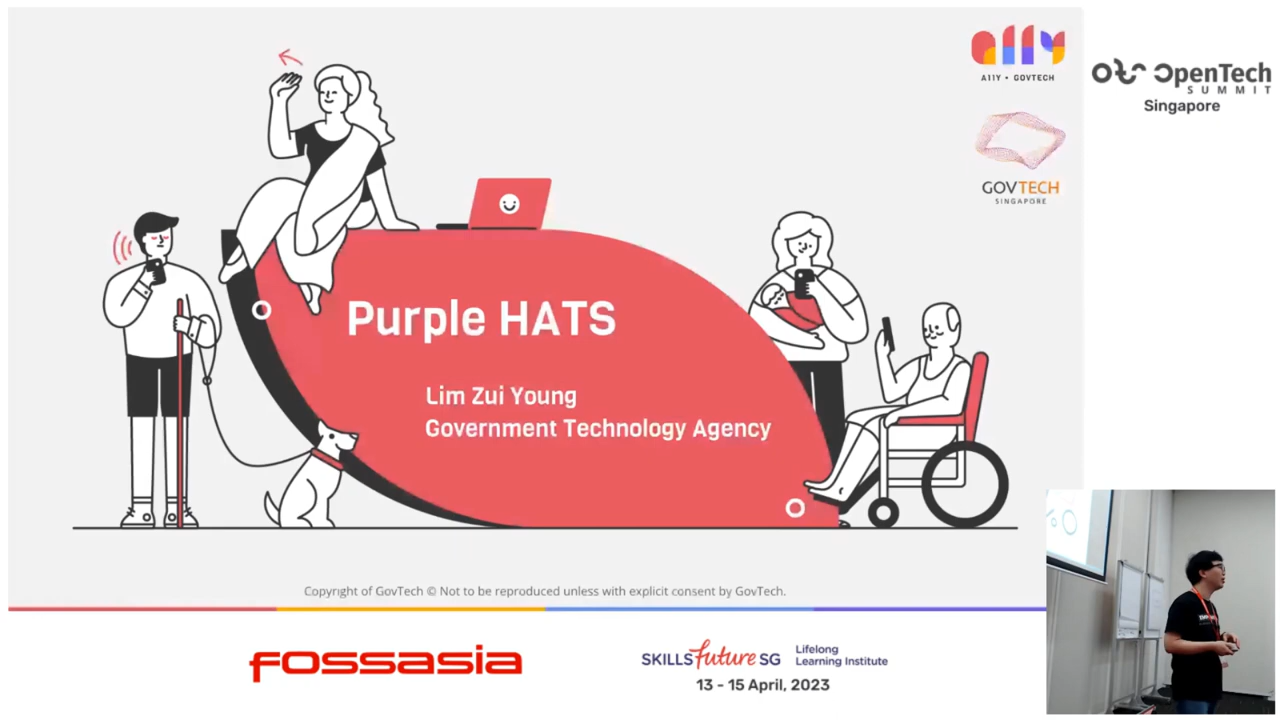 a11y
A11Y • GOVTECH
GOVTECH
SINGAPORE
OpenTech
SUMMIT
Singapore
Purple HATS
Lim Zui Young
Government Technology Agency
Copyright of GovTech © Not to be reproduced unless with explicit consent by GovTech.
fossasia
SKILLSfuture SG
Lifelong
Learning Institute
13 - 15 April, 2023